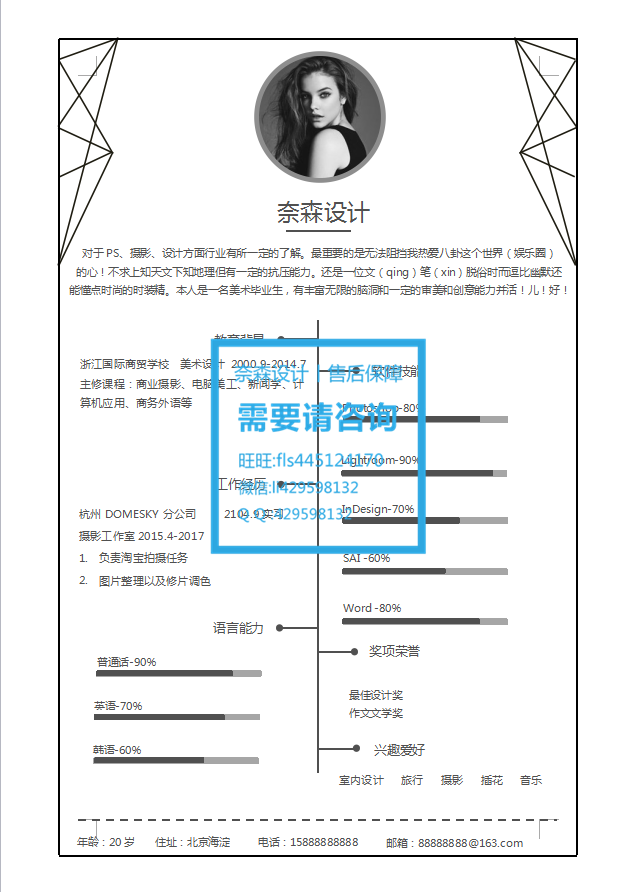 奈森设计
对于 PS、摄影、设计方面行业有所一定的了解。最重要的是无法阻挡我热爱八卦这个世界（娱乐圈）
的心！不求上知天文下知地理但有一定的抗压能力。还是一位文（qing）笔（xin）脱俗时而逗比幽默还
能懂点时尚的时装精。本人是一名美术毕业生，有丰富无限的脑洞和一定的审美和创意能力并活！儿！好！
教育背景
浙江国际商贸学校 美术设计 2000.9-2014.7
主修课程：商业摄影、电脑美工、新闻学、计
算机应用、商务外语等
工作经历
杭州 DOMESKY 分公司 2104.9 实习
摄影工作室 2015.4-2017
1. 负责淘宝拍摄任务
2. 图片整理以及修片调色
语言能力
普通话-90%
英语-70%
韩语-60%
软件技能
Photoshop-80%
Lightroom-90%
InDesign-70%
SAI -60%
Word -80%
奖项荣誉
最佳设计奖
作文文学奖
兴趣爱好
室内设计 旅行 摄影 插花 音乐
年龄：20 岁 住址：北京海淀 电话：15888888888 邮箱：88888888@163.com
奈森设计｜售后保障
需要请咨询
旺旺:fls445124170
微信:lf429598132
Q Q:429598132